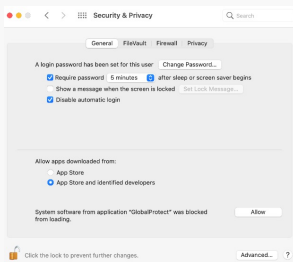 Security & Privacy
Search
General FileVault Firewall Privacy
A login password has been set for this user Change Password...
Require password 5 minutes after sleep or screen saver begins
Show a message when the screen is locked Set Lock Message...
Disable automatic login
Allow apps downloaded from:
App Store
App Store and identified developers
System software from application "GlobalProtect" was blocked Allow
from loading.
Click the lock to prevent further changes. Advanced... ?